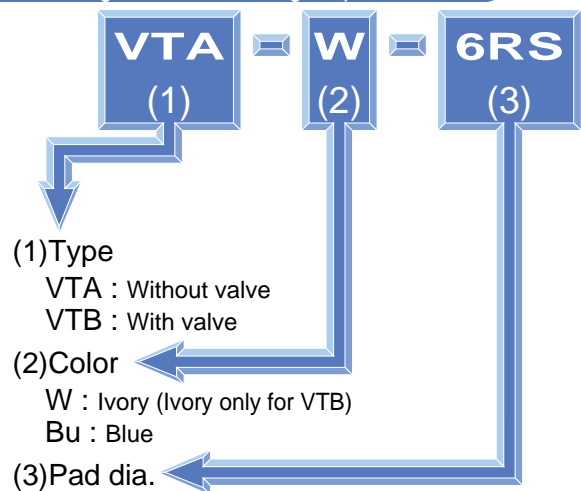 VTA - W - 6RS
(1) (2) (3)
(1)Type
VTA : Without valve
VTB : With valve
(2)Color
W : Ivory (Ivory only for VTB)
Bu : Blue
(3)Pad dia.